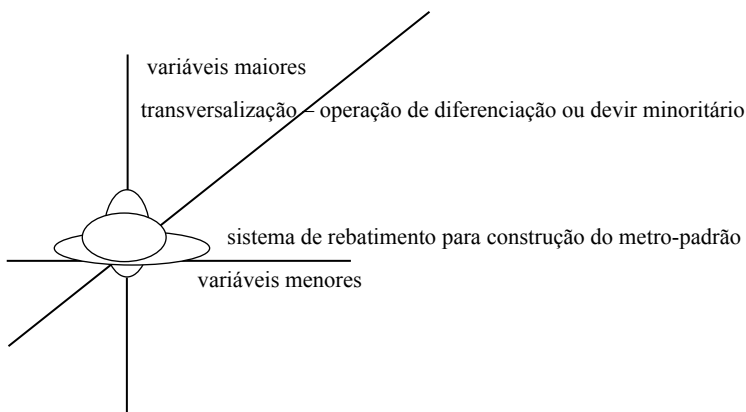 variáveis maiores
transversalização – operação de diferenciação ou devir minoritário
sistema de rebatimento para construção do metro-padrão
variáveis menores